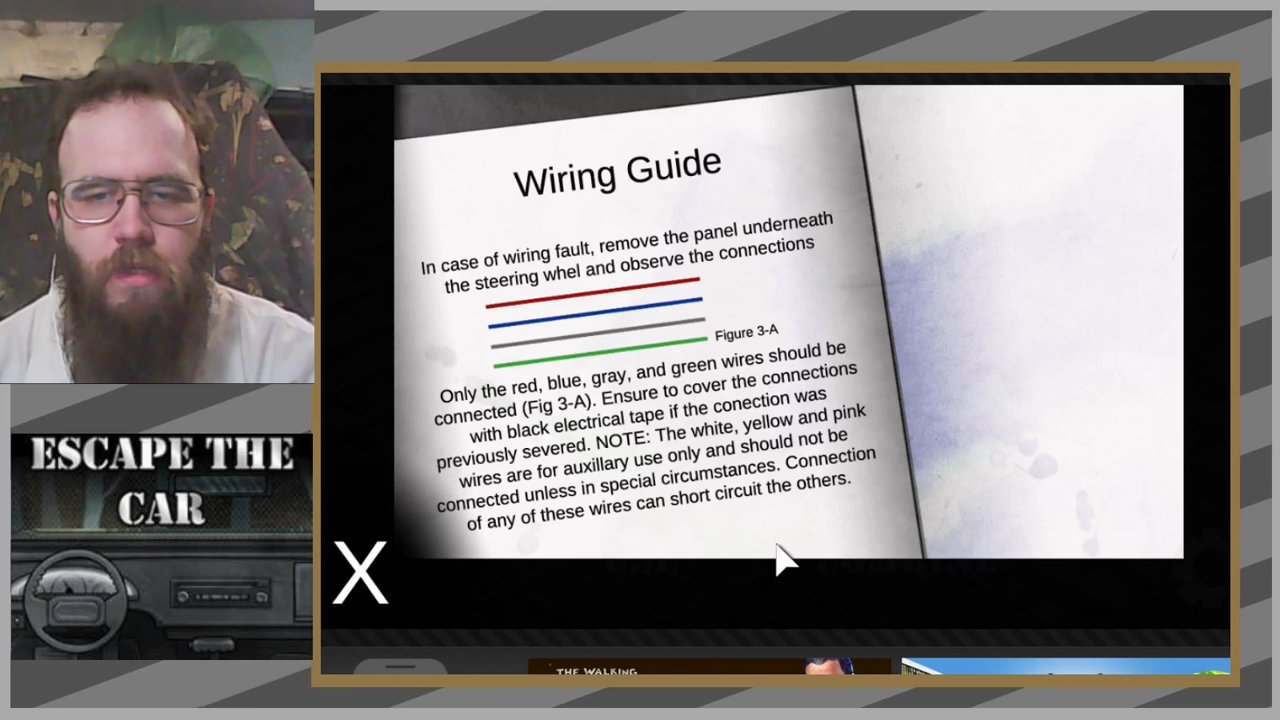 Wiring Guide
In case of wiring fault, remove the panel underneath
the steering whel and observe the connections
Figure 3-A
Only the red, blue, gray, and green wires should be
connected (Fig 3-A). Ensure to cover the connections
with black electrical tape if the conection was
previously severed. NOTE: The white, yellow and pink
wires are for auxillary use only and should not be
connected unless in special circumstances. Connection
of any of these wires can short circuit the others.
X
ESCAPE THE
CAR
THE WALKING